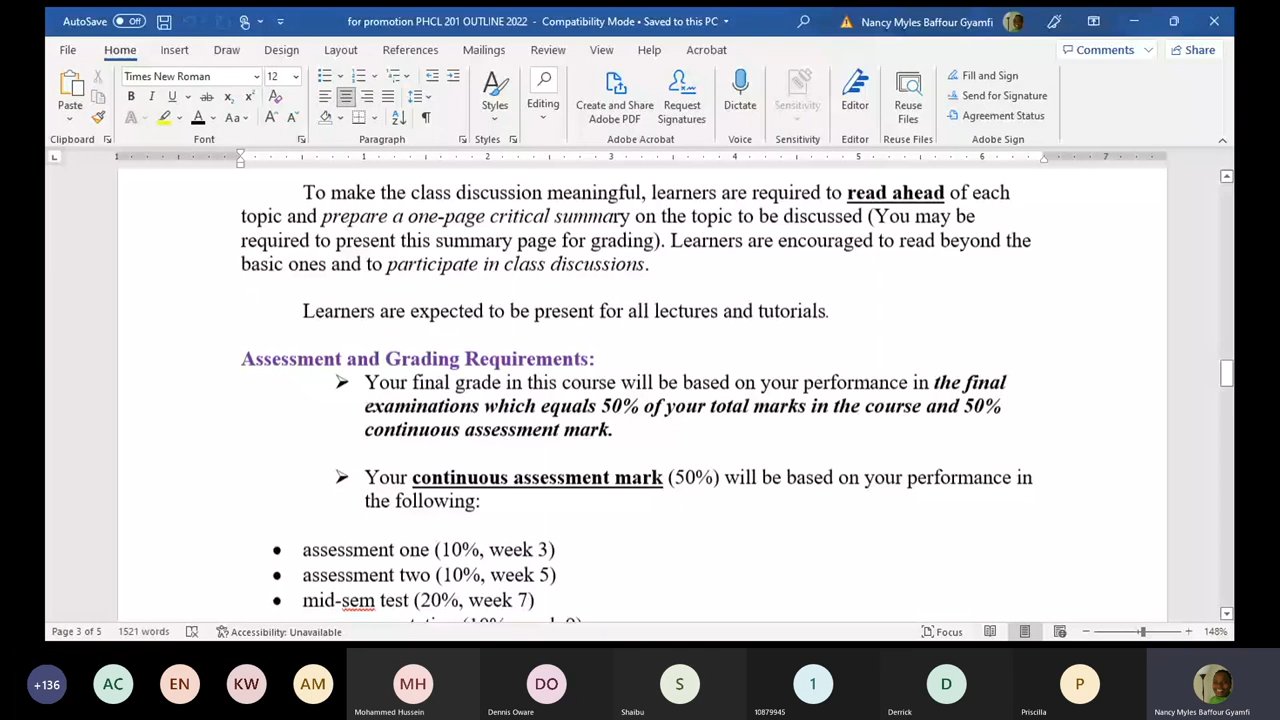 AutoSave Off for promotion PHCL 201 OUTLINE 2022 - Compatibility Mode • Saved to this PC Nancy Myles Baffour Gyamfi
File Home Insert Draw Design Layout References Mailings Review View Help Acrobat Comments Share
Times New Roman 12
Paste Styles Editing Create and Share Adobe PDF Request Signatures Dictate Sensitivity Editor Reuse Files
Fill and Sign
Send for Signature
Agreement Status
Clipboard Font Paragraph Styles Adobe Acrobat Voice Sensitivity Editor Reuse Files Adobe Sign
1 1 2 3 4 5 6 7
To make the class discussion meaningful, learners are required to read ahead of each
topic and prepare a one-page critical summary on the topic to be discussed (You may be
required to present this summary page for grading). Learners are encouraged to read beyond the
basic ones and to participate in class discussions.
Learners are expected to be present for all lectures and tutorials.
Assessment and Grading Requirements:
➢ Your final grade in this course will be based on your performance in the final
examinations which equals 50% of your total marks in the course and 50%
continuous assessment mark.
➢ Your continuous assessment mark (50%) will be based on your performance in
the following:
• assessment one (10%, week 3)
• assessment two (10%, week 5)
• mid-sem test (20%, week 7)
Page 3 of 5 1521 words Accessibility: Unavailable Focus 148%
+136 AC EN KW AM MH DO S 1 D P
Mohammed Hussein Dennis Oware Shaibu 10879945 Derrick Priscilla Nancy Myles Baffour Gyamfi